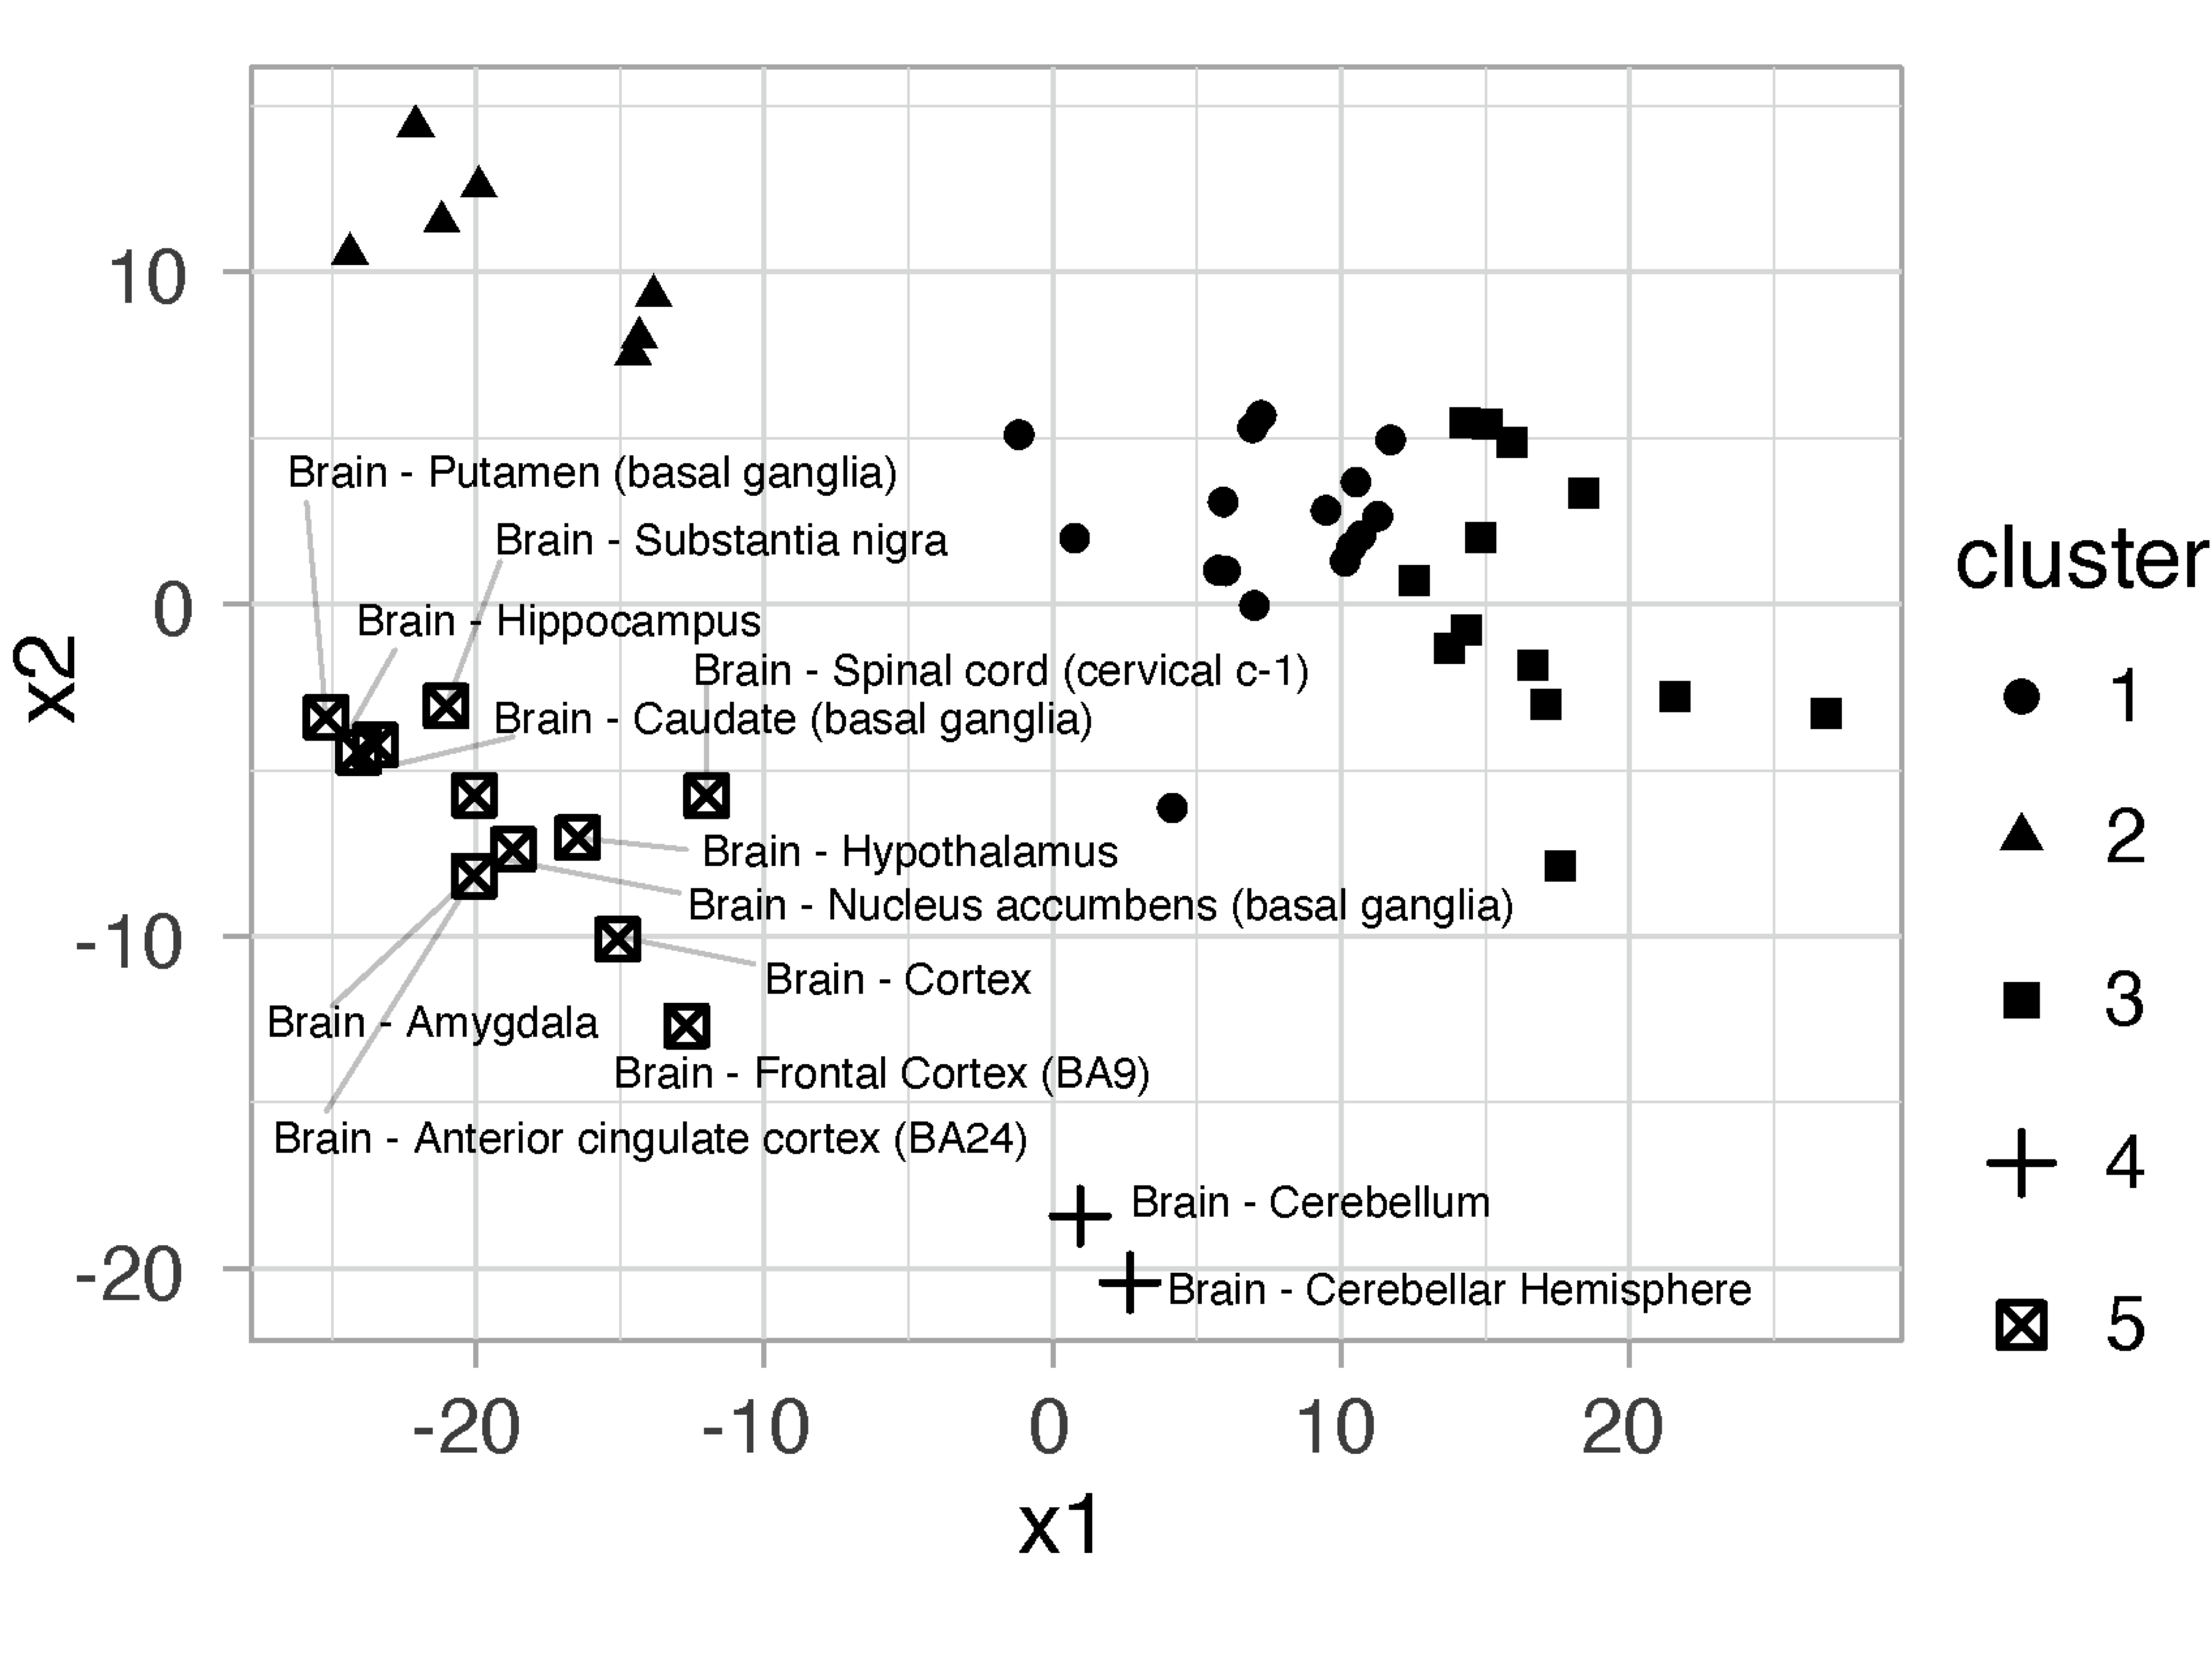 10
0
-10
-20
x2
Brain - Putamen (basal ganglia)
Brain - Substantia nigra
Brain - Hippocampus
Brain - Spinal cord (cervical c-1)
Brain - Caudate (basal ganglia)
Brain - Hypothalamus
Brain - Nucleus accumbens (basal ganglia)
Brain - Cortex
Brain - Amygdala
Brain - Frontal Cortex (BA9)
Brain - Anterior cingulate cortex (BA24)
Brain - Cerebellum
Brain - Cerebellar Hemisphere
-20
-10
0
10
20
x1
cluster
1
2
3
4
5